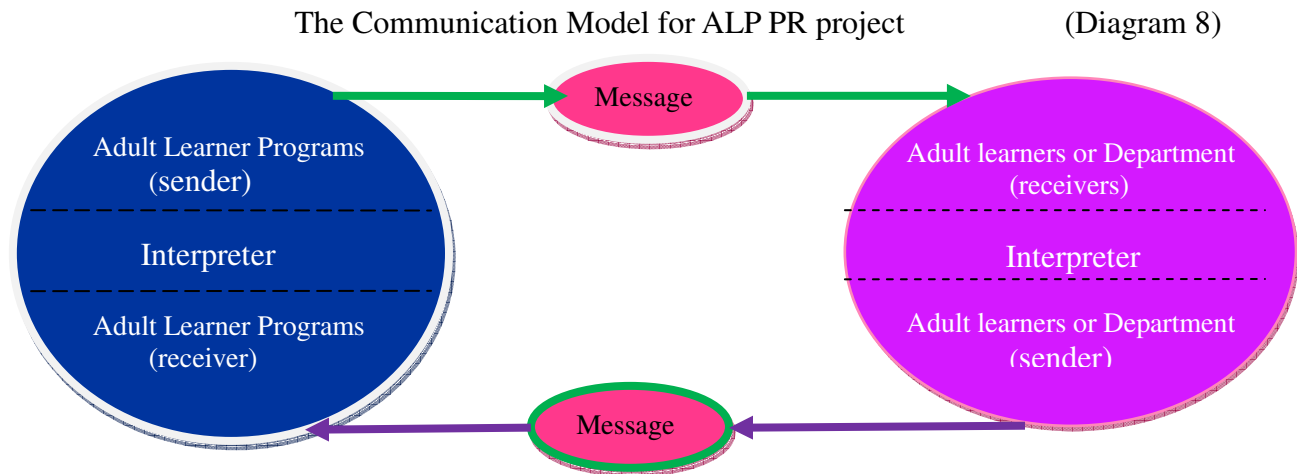 The Communication Model for ALP PR project (Diagram 8)
Message
Adult Learner Programs
(sender)
Interpreter
Adult Learner Programs
(receiver)
Adult learners or Department
(receivers)
Interpreter
Adult learners or Department
(sender)
Message